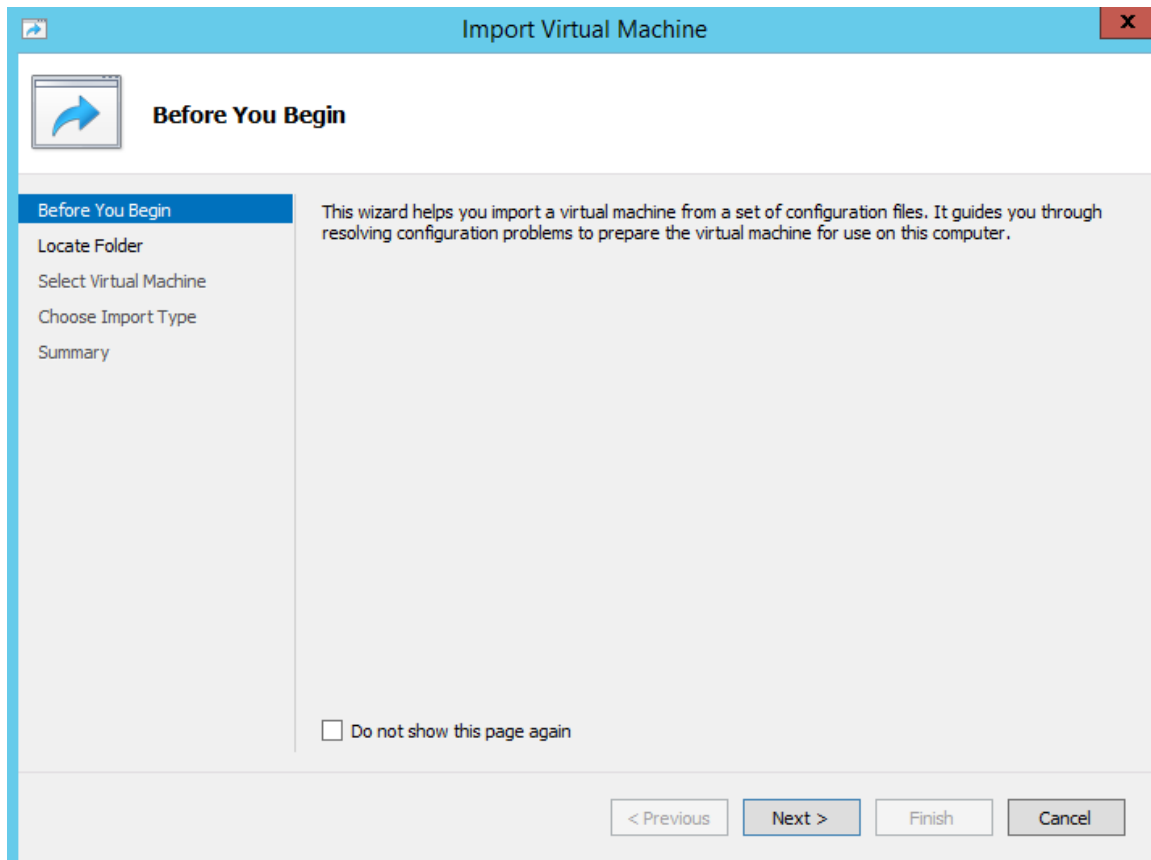 Import Virtual Machine
Before You Begin
Before You Begin
Locate Folder
Select Virtual Machine
Choose Import Type
Summary
This wizard helps you import a virtual machine from a set of configuration files. It guides you through
resolving configuration problems to prepare the virtual machine for use on this computer.
Do not show this page again
< Previous
Next >
Finish
Cancel